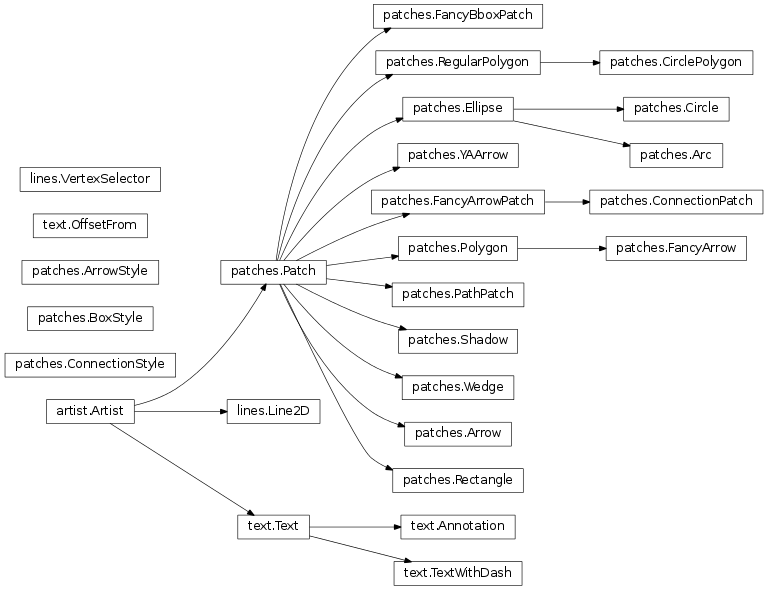 patches.FancyBboxPatch
patches.RegularPolygon
patches.CirclePolygon
patches.Ellipse
patches.Circle
patches.YAArrow
patches.Arc
lines.VertexSelector
patches.FancyArrowPatch
patches.ConnectionPatch
text.OffsetFrom
patches.Polygon
patches.FancyArrow
patches.ArrowStyle
patches.Patch
patches.PathPatch
patches.BoxStyle
patches.Shadow
patches.ConnectionStyle
patches.Wedge
artist.Artist
lines.Line2D
patches.Arrow
patches.Rectangle
text.Text
text.Annotation
text.TextWithDash